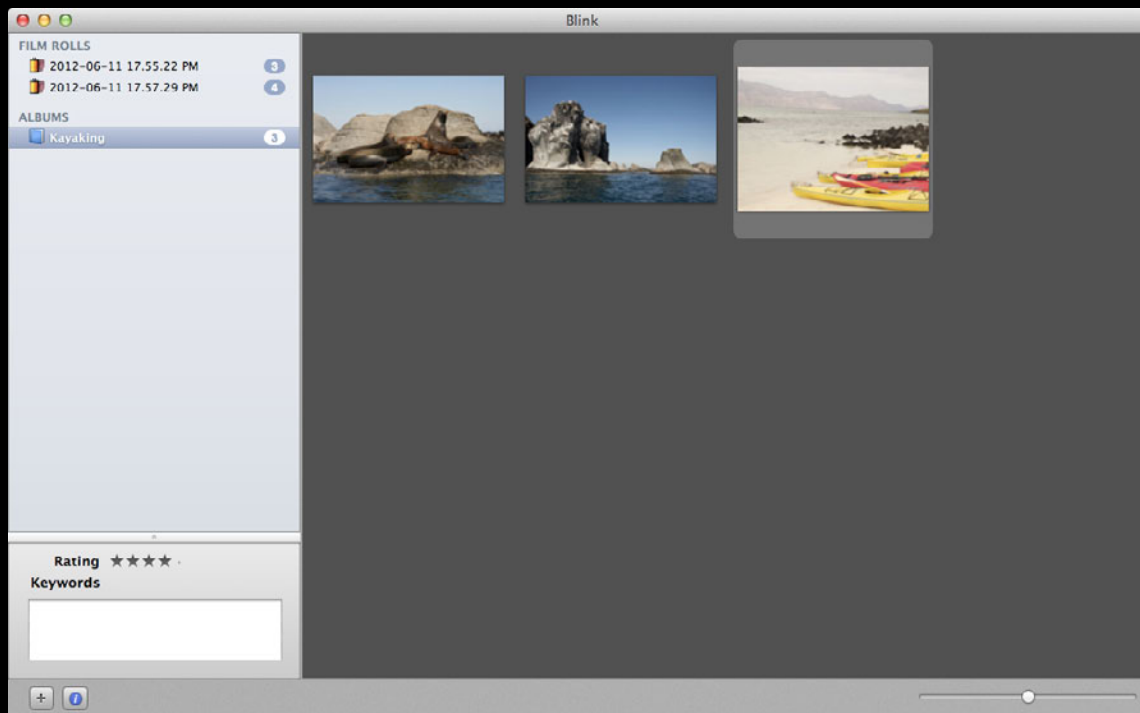 Blink
FILM ROLLS
2012-06-11 17.55.22 PM 3
2012-06-11 17.57.29 PM 4
ALBUMS
Kayaking 3
Rating ★★★★ ·
Keywords
+ i